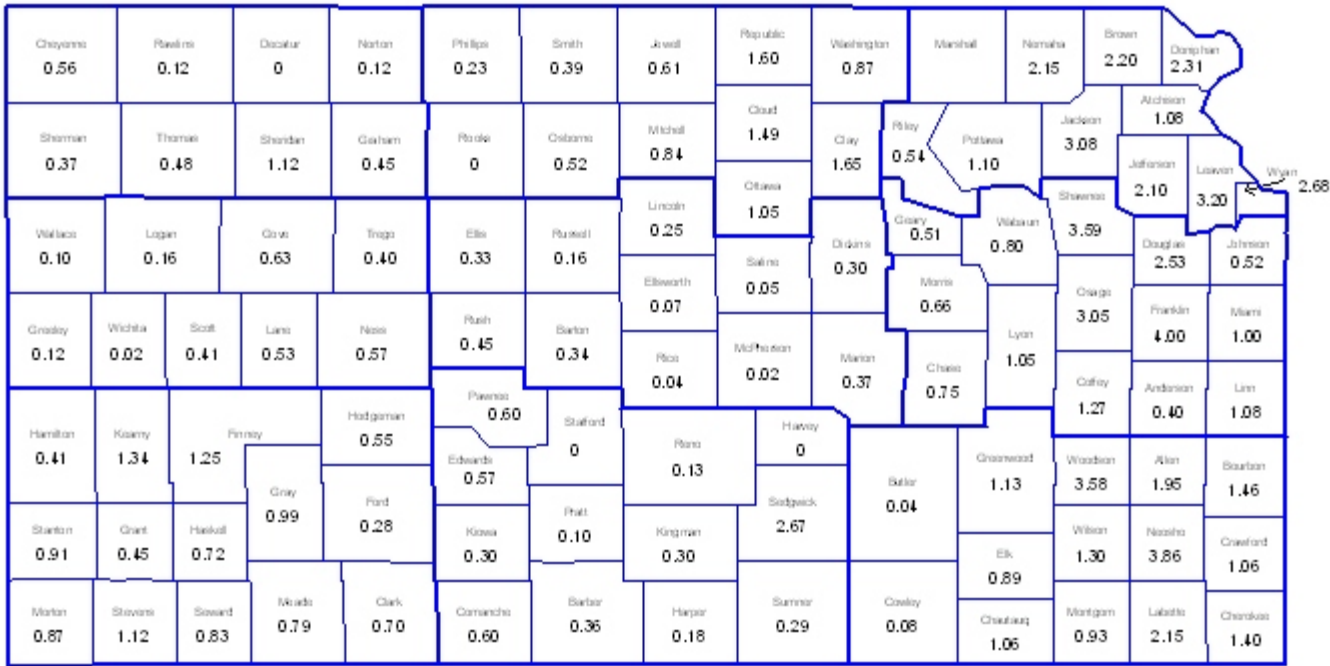 Cheyenne Rawlins Decatur Norton Phillips Smith Jewell Republic Washington Marshall Nemaha Brown Doniphan
0.56 0.12 0 0.12 0.23 0.39 0.61 1.60 0.87 2.15 2.20 2.31
Sherman Thomas Sheridan Graham Rooks Osborne Mitchell Cloud Clay Riley Pottawa Jackson Atchison
0.37 0.48 1.12 0.45 0 0.52 0.84 1.49 1.65 0.54 1.10 3.08 1.08
Ottawa Jefferson Leaven Wyan
1.05 2.10 3.20 2.68
Wallace Logan Gove Trego Ellis Russell Lincoln Dickins Geary Wabaun Shawnee Douglas Johnson
0.10 0.16 0.63 0.40 0.33 0.16 0.25 0.30 0.51 0.80 3.59 2.53 0.52
Ellsworth Saline Morris Osage Franklin Miami
0.07 0.05 0.66 3.05 4.00 1.00
Greeley Wichita Scott Lane Ness Rush Barton Rice McPherson Marion Chase Lyon
0.12 0.02 0.41 0.53 0.57 0.45 0.34 0.04 0.02 0.37 0.75 1.05
Coffey Anderson Linn
1.27 0.40 1.08
Hamilton Kearny Finney Hodgeman Pawnee Stafford Reno Harvey
0.41 1.34 1.25 0.55 0.60 0 0.13 0
Gray Ford Edwards Sedgwick Butler Greenwood Woodson Allen Bourbon
0.99 0.28 0.57 2.67 0.04 1.13 3.58 1.95 1.46
Stanton Grant Haskell Kiowa Pratt Kingman Elk Wilson Neosho Crawford
0.91 0.45 0.72 0.30 0.10 0.30 0.89 1.30 3.86 1.06
Morton Stevens Seward Meade Clark Comanche Barber Harper Sumner Cowley Chautauq Montgom Labette Cherokee
0.87 1.12 0.83 0.79 0.70 0.60 0.36 0.18 0.29 0.08 1.06 0.93 2.15 1.40